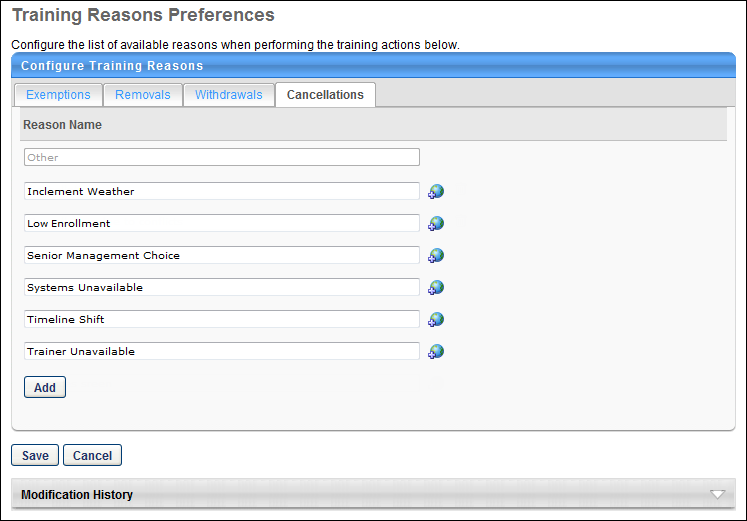 Training Reasons Preferences
Configure the list of available reasons when performing the training actions below.
Configure Training Reasons
Exemptions Removals Withdrawals Cancellations
Reason Name
Other
Inclement Weather
Low Enrollment
Senior Management Choice
Systems Unavailable
Timeline Shift
Trainer Unavailable
Add
Save Cancel
Modification History